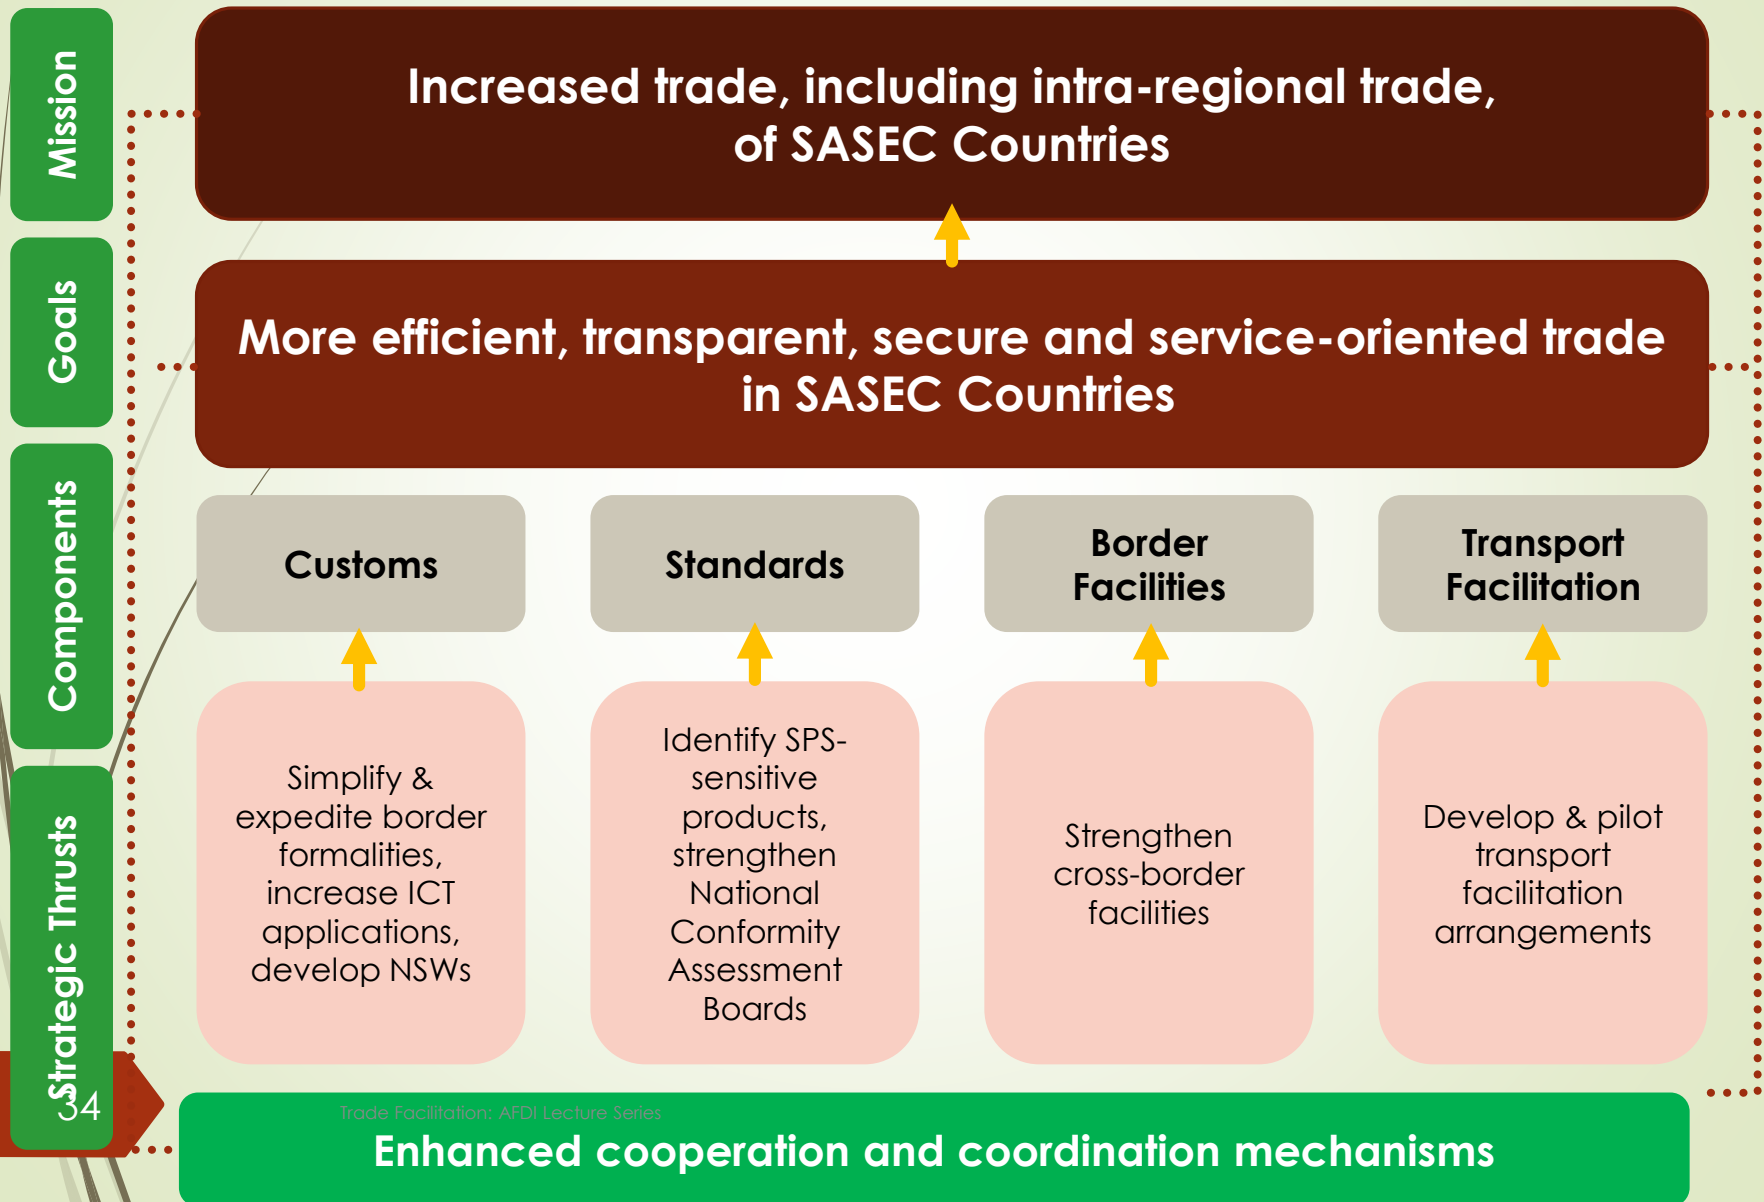 Mission
Increased trade, including intra-regional trade,
of SASEC Countries
Goals
More efficient, transparent, secure and service-oriented trade
in SASEC Countries
Components
Customs
Standards
Border
Facilities
Transport
Facilitation
Strategic Thrusts
Simplify &
expedite border
formalities,
increase ICT
applications,
develop NSWs
Identify SPS-
sensitive
products,
strengthen
National
Conformity
Assessment
Boards
Strengthen
cross-border
facilities
Develop & pilot
transport
facilitation
arrangements
34
Trade Facilitation: AFDI Lecture Series
Enhanced cooperation and coordination mechanisms